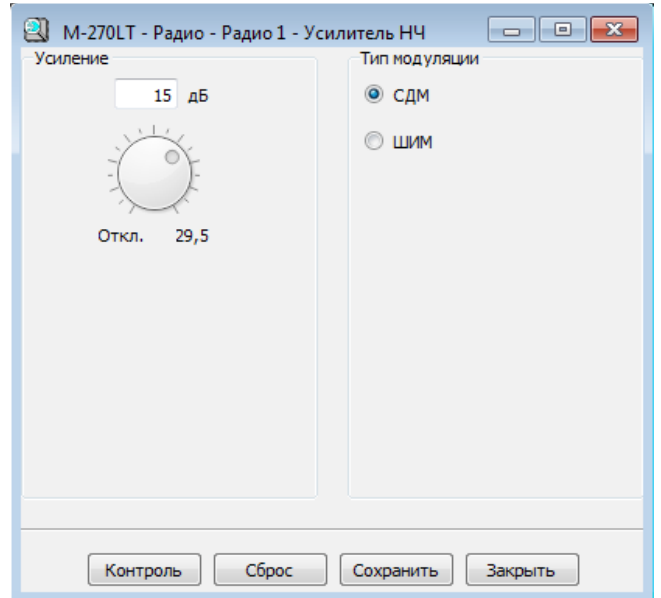 M-270LT - Радио - Радио 1 - Усилитель НЧ
Усиление
15 дБ
Откл. 29,5
Тип модуляции
СДМ
ШИМ
Контроль Сброс Сохранить Закрыть